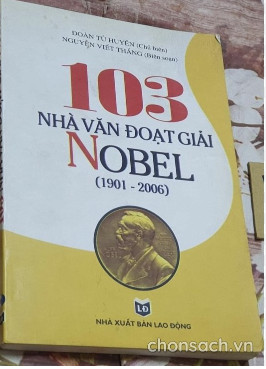 ĐOÀN TỬ HUYẾN (Chủ biên)
NGUYỄN VIẾT THẮNG (Biên soạn)
103
NHÀ VĂN ĐOẠT GIẢI
NOBEL
(1901 - 2006)
LĐ
NHÀ XUẤT BẢN LAO ĐỘNG
chonsach.vn